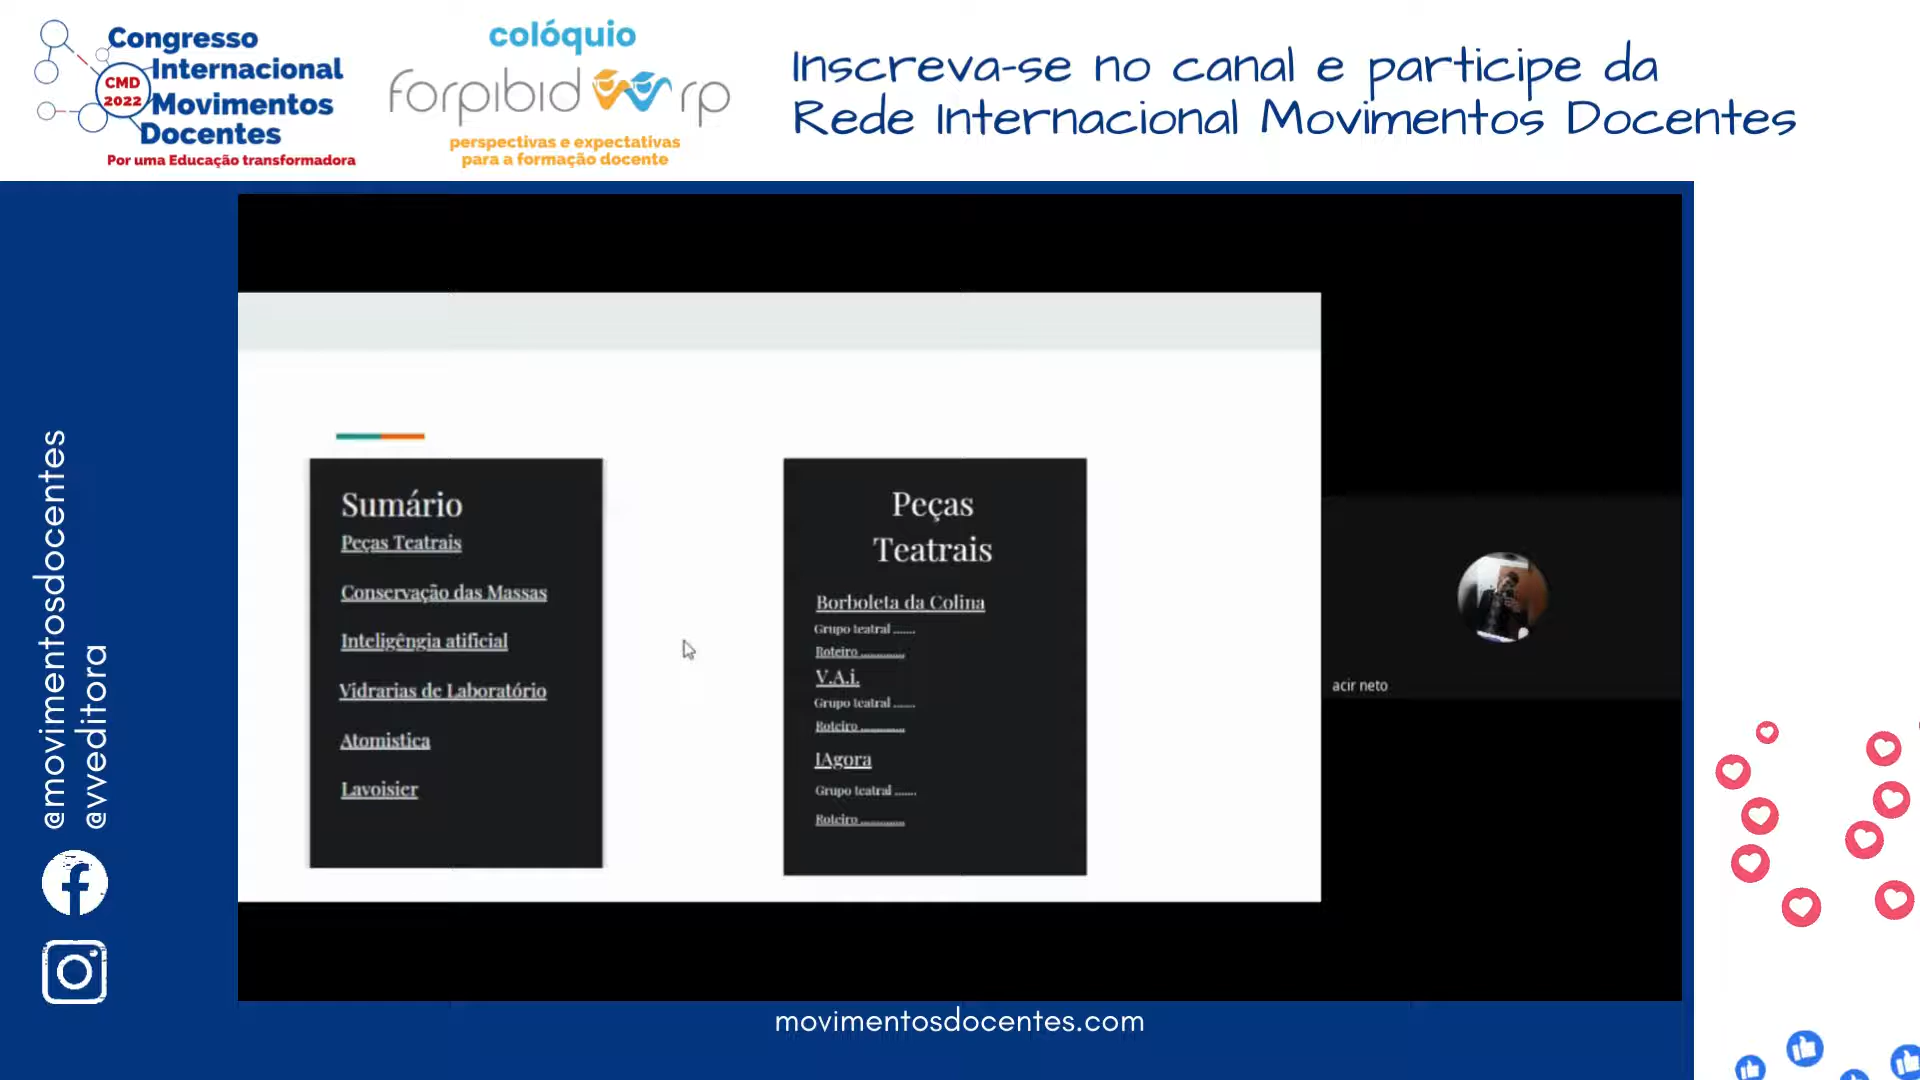 Congresso
Internacional
Movimentos
Docentes
CMD
2022
Por uma Educação transformadora
colóquio
forpibid rp
perspectivas e expectativas
para a formação docente
Inscreva-se no canal e participe da
Rede Internacional Movimentos Docentes
@movimentosdocentes
@vveditora
Sumário
Peças Teatrais
Conservação das Massas
Inteligêngia atificial
Vidrarias de Laboratório
Atomistica
Lavoisier
Peças
Teatrais
Borboleta da Colina
Grupo teatral .......
Roteiro .............
V.A.i.
Grupo teatral .......
Roteiro .............
IAgora
Grupo teatral .......
Roteiro .............
acir neto
movimentosdocentes.com